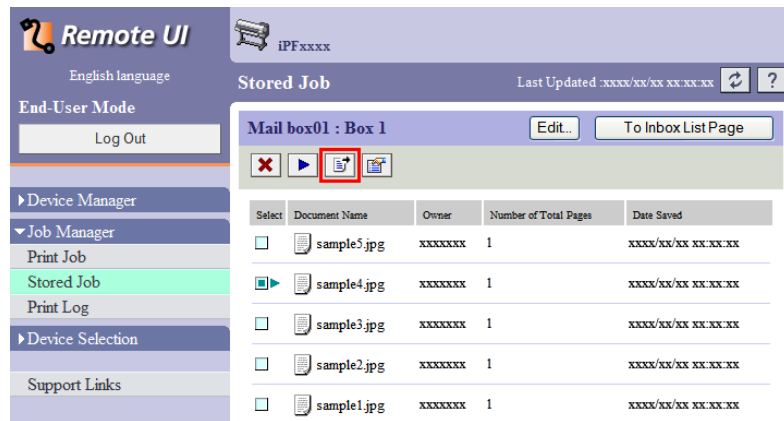 Remote UI
iPFxxxx
English language
Stored Job
Last Updated :xxxx/xx/xx xx:xx:xx
?
End-User Mode
Log Out
Mail box01 : Box 1
Edit...
To Inbox List Page
Device Manager
Job Manager
Print Job
Stored Job
Print Log
Device Selection
Support Links
Select Document Name Owner Number of Total Pages Date Saved
sample5.jpg xxxxxxx 1 xxxx/xx/xx xx:xx:xx
sample4.jpg xxxxxxx 1 xxxx/xx/xx xx:xx:xx
sample3.jpg xxxxxxx 1 xxxx/xx/xx xx:xx:xx
sample2.jpg xxxxxxx 1 xxxx/xx/xx xx:xx:xx
sample1.jpg xxxxxxx 1 xxxx/xx/xx xx:xx:xx